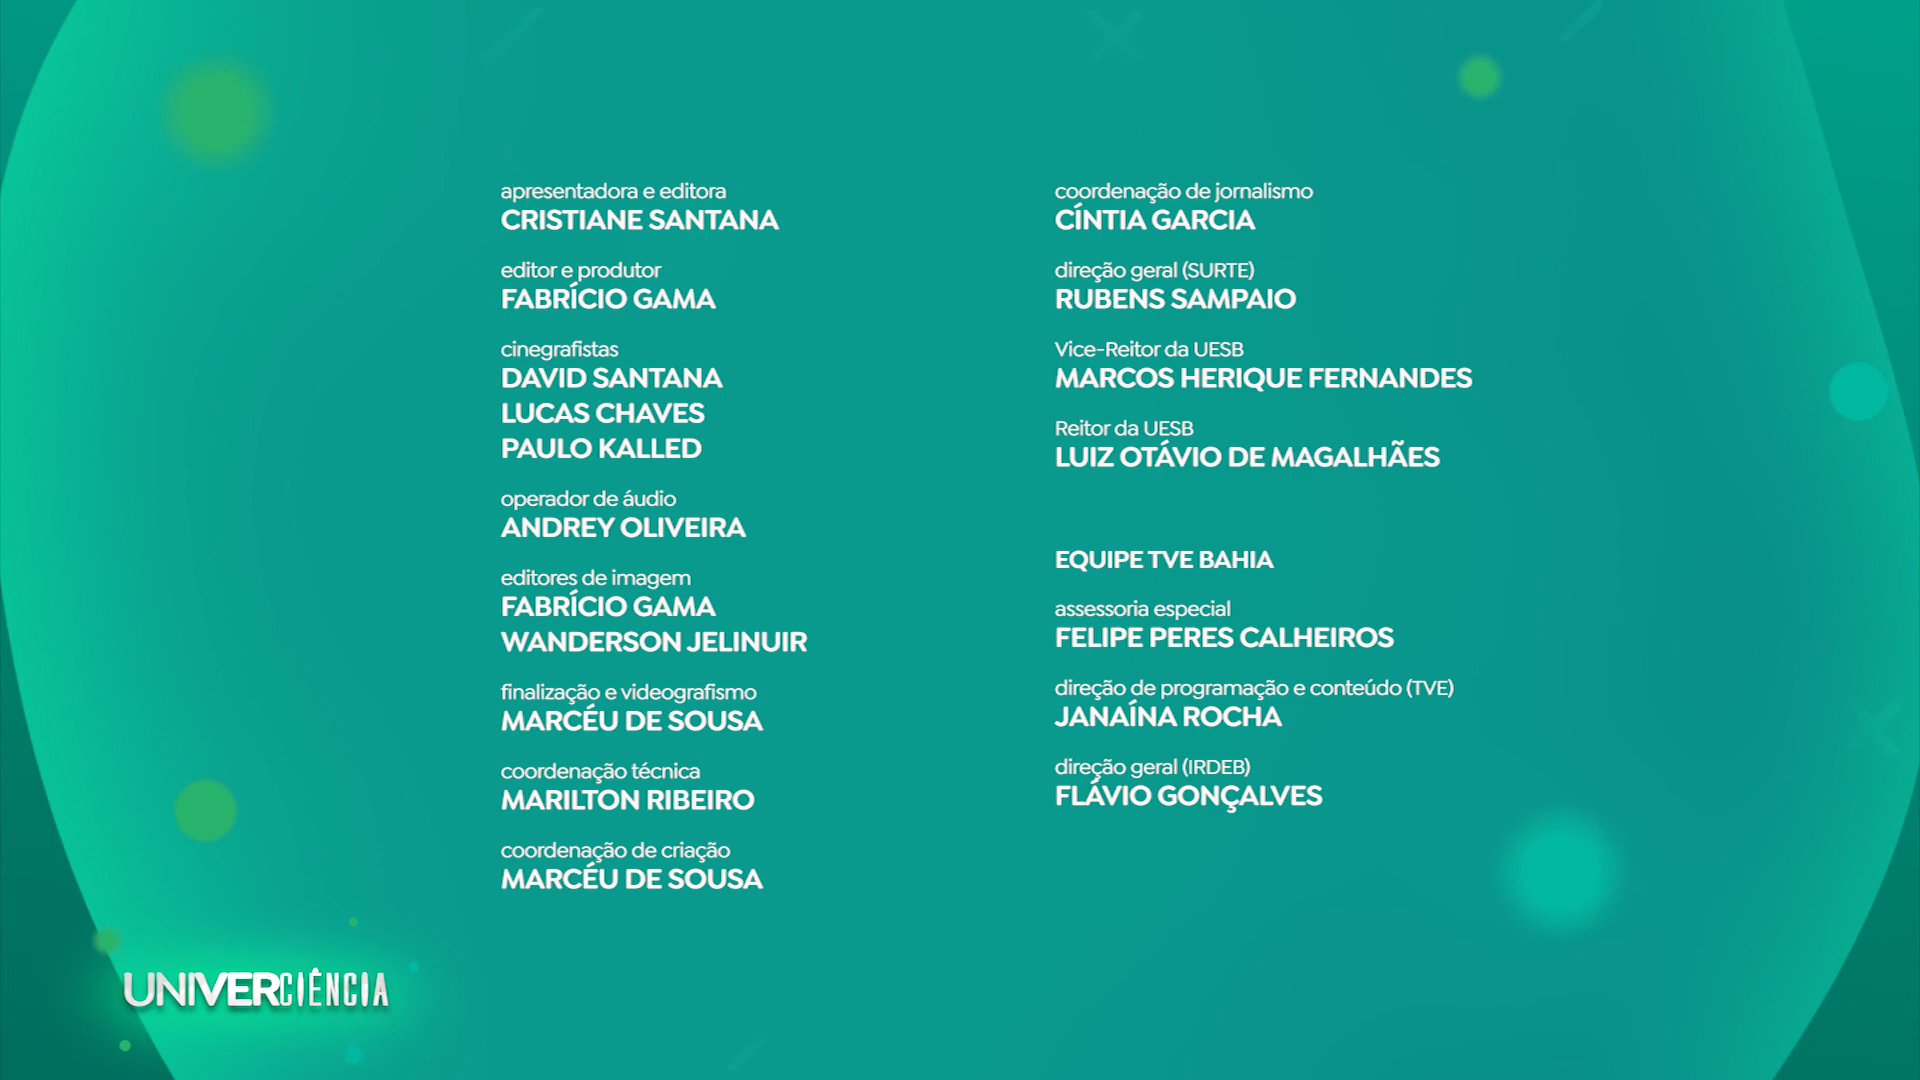 apresentadora e editora
CRISTIANE SANTANA
editor e produtor
FABRÍCIO GAMA
cinegrafistas
DAVID SANTANA
LUCAS CHAVES
PAULO KALLED
operador de áudio
ANDREY OLIVEIRA
editores de imagem
FABRÍCIO GAMA
WANDERSON JELINUIR
finalização e videografismo
MARCÉU DE SOUSA
coordenação técnica
MARILTON RIBEIRO
coordenação de criação
MARCÉU DE SOUSA
coordenação de jornalismo
CÍNTIA GARCIA
direção geral (SURTE)
RUBENS SAMPAIO
Vice-Reitor da UESB
MARCOS HERIQUE FERNANDES
Reitor da UESB
LUIZ OTÁVIO DE MAGALHÃES
EQUIPE TVE BAHIA
assessoria especial
FELIPE PERES CALHEIROS
direção de programação e conteúdo (TVE)
JANAÍNA ROCHA
direção geral (IRDEB)
FLÁVIO GONÇALVES
UNIVERCIÊNCIA